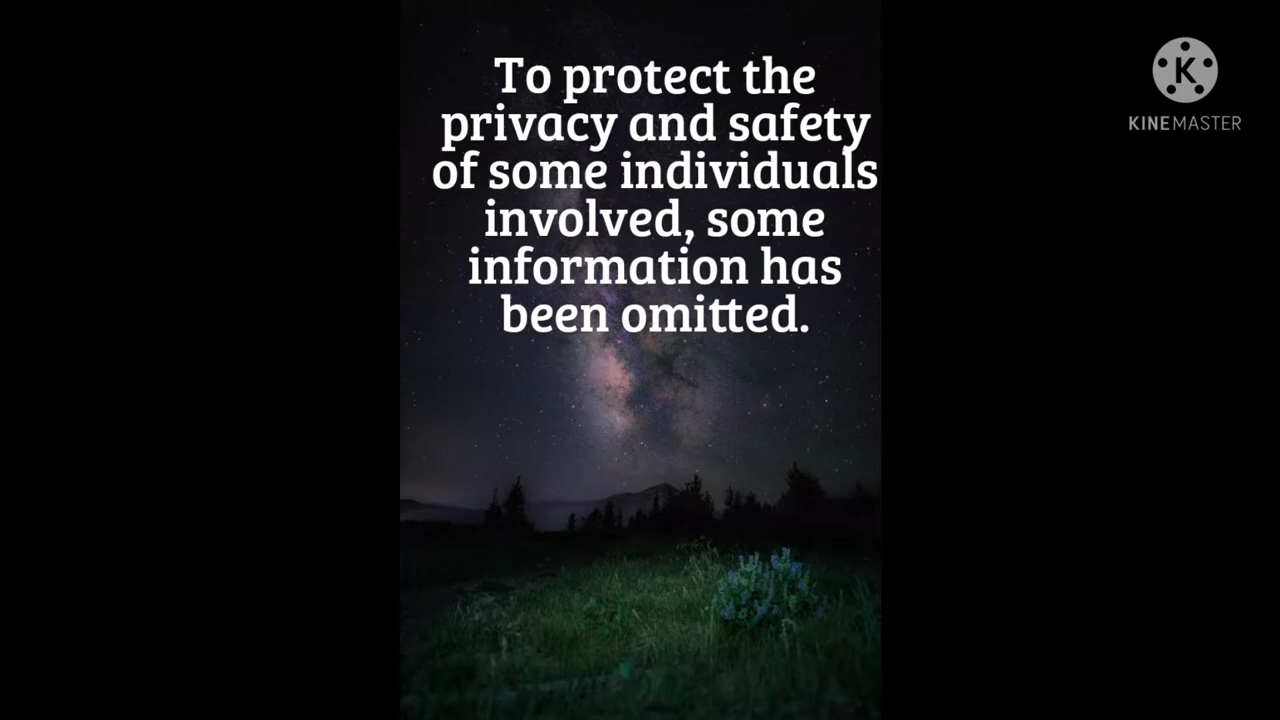 To protect the
privacy and safety
of some individuals
involved, some
information has
been omitted.
K
KINEMASTER